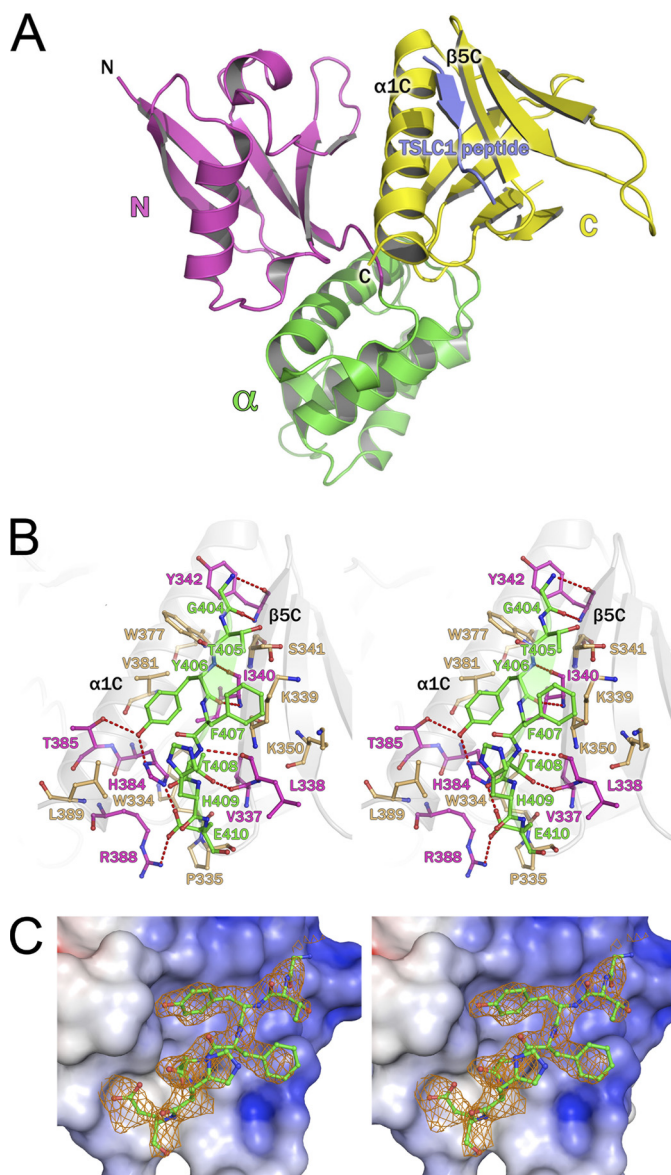 A
N
β5C
α1C
TSLC1 peptide
N
C
C
α
B
Y342
G404
β5C
W377
T405
S341
V381
Y406
I340
α1C
K339
F407
T385
K350
T408
H384
L338
W334
H409
L389
V337
E410
R388
P335
Y342
G404
β5C
W377
T405
S341
V381
Y406
I340
α1C
K339
F407
T385
K350
T408
H384
L338
W334
H409
L389
V337
E410
R388
P335
C